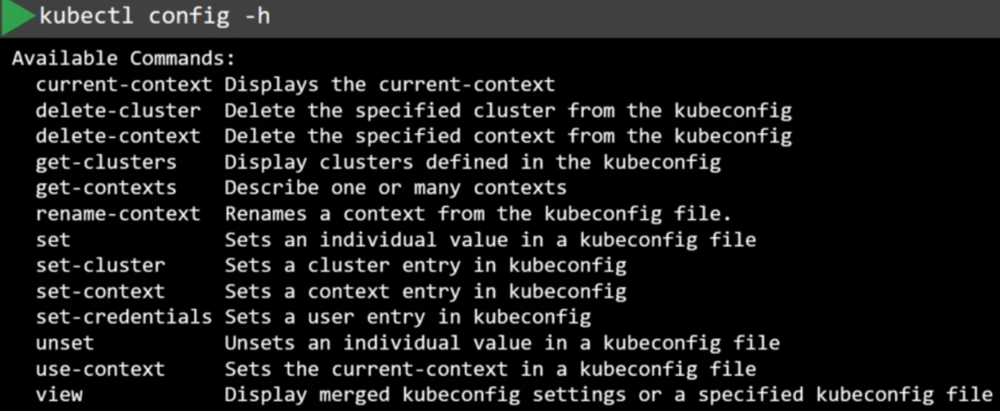 kubectl config -h
Available Commands:
current-context Displays the current-context
delete-cluster Delete the specified cluster from the kubeconfig
delete-context Delete the specified context from the kubeconfig
get-clusters Display clusters defined in the kubeconfig
get-contexts Describe one or many contexts
rename-context Renames a context from the kubeconfig file.
set Sets an individual value in a kubeconfig file
set-cluster Sets a cluster entry in kubeconfig
set-context Sets a context entry in kubeconfig
set-credentials Sets a user entry in kubeconfig
unset Unsets an individual value in a kubeconfig file
use-context Sets the current-context in a kubeconfig file
view Display merged kubeconfig settings or a specified kubeconfig file